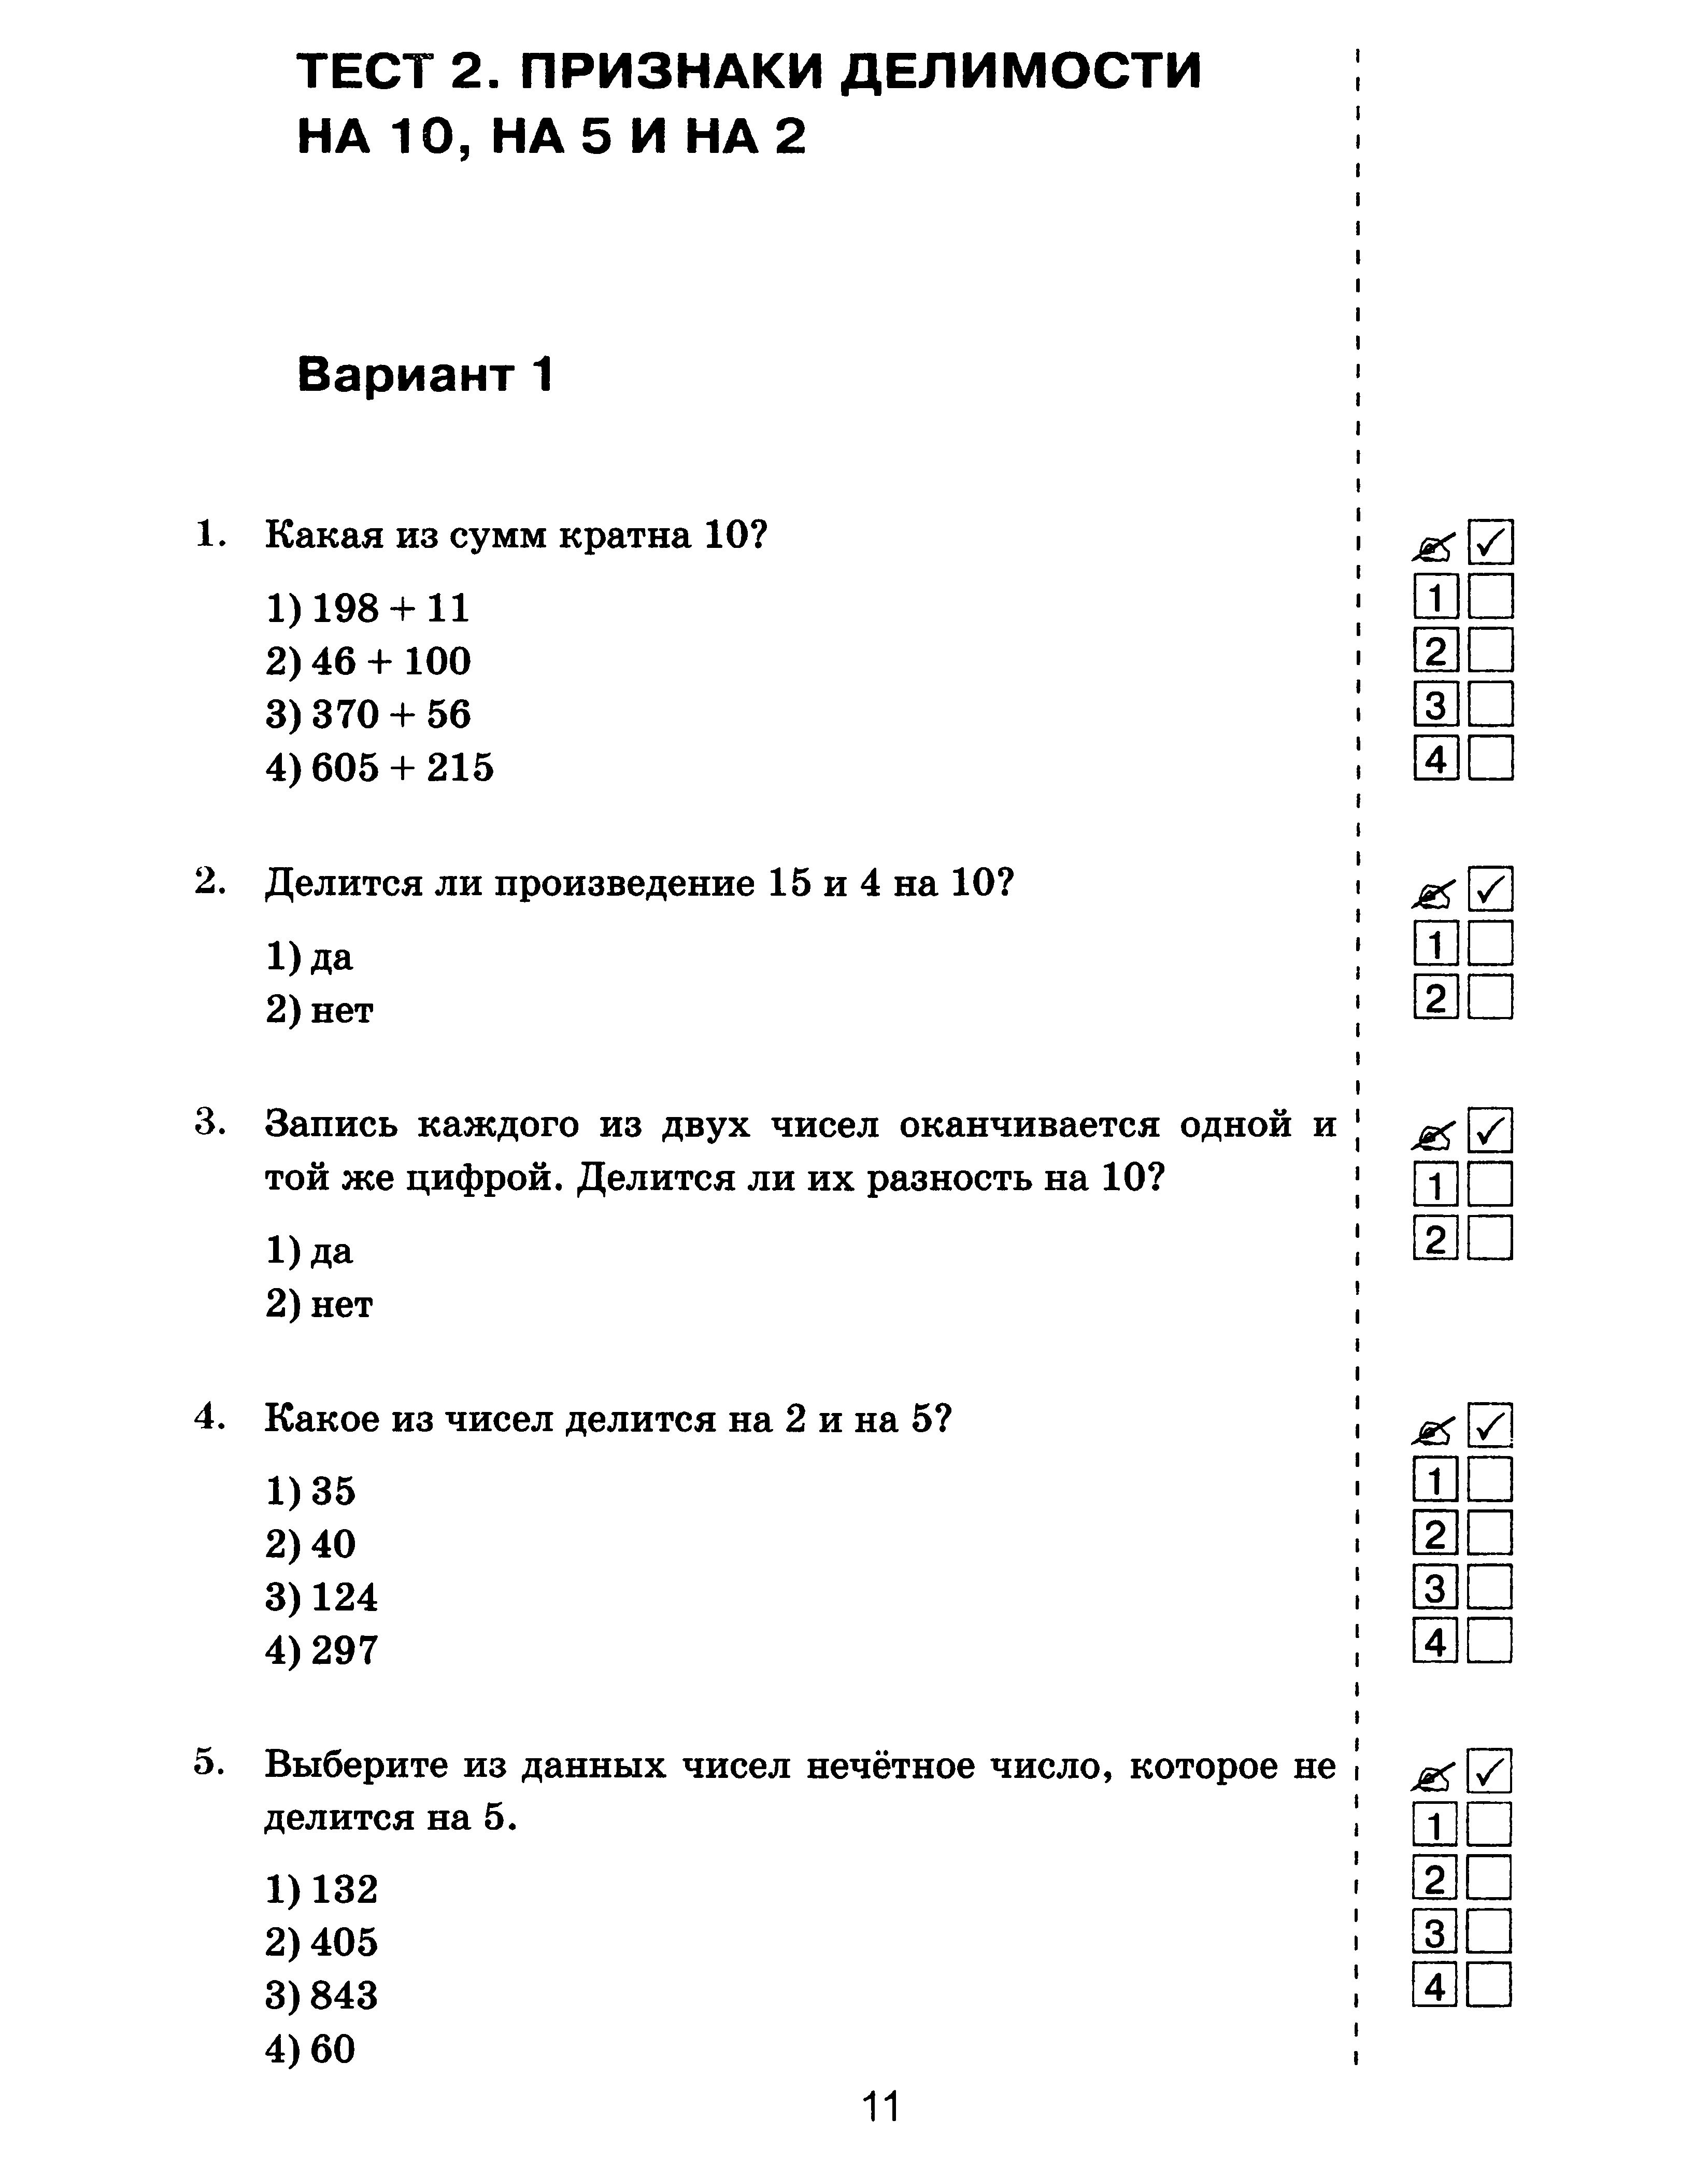 ТЕСТ 2. ПРИЗНАКИ ДЕЛИМОСТИ
НА 10, НА 5 И НА 2
Вариант 1
1. Какая из сумм кратна 10?
1) 198 + 11
2) 46 + 100
3) 370 + 56
4) 605 + 215
1
2
3
4
2. Делится ли произведение 15 и 4 на 10?
1) да
2) нет
1
2
3. Запись каждого из двух чисел оканчивается одной и
той же цифрой. Делится ли их разность на 10?
1) да
2) нет
1
2
4. Какое из чисел делится на 2 и на 5?
1) 35
2) 40
3) 124
4) 297
1
2
3
4
5. Выберите из данных чисел нечётное число, которое не
делится на 5.
1) 132
2) 405
3) 843
4) 60
1
2
3
4
11